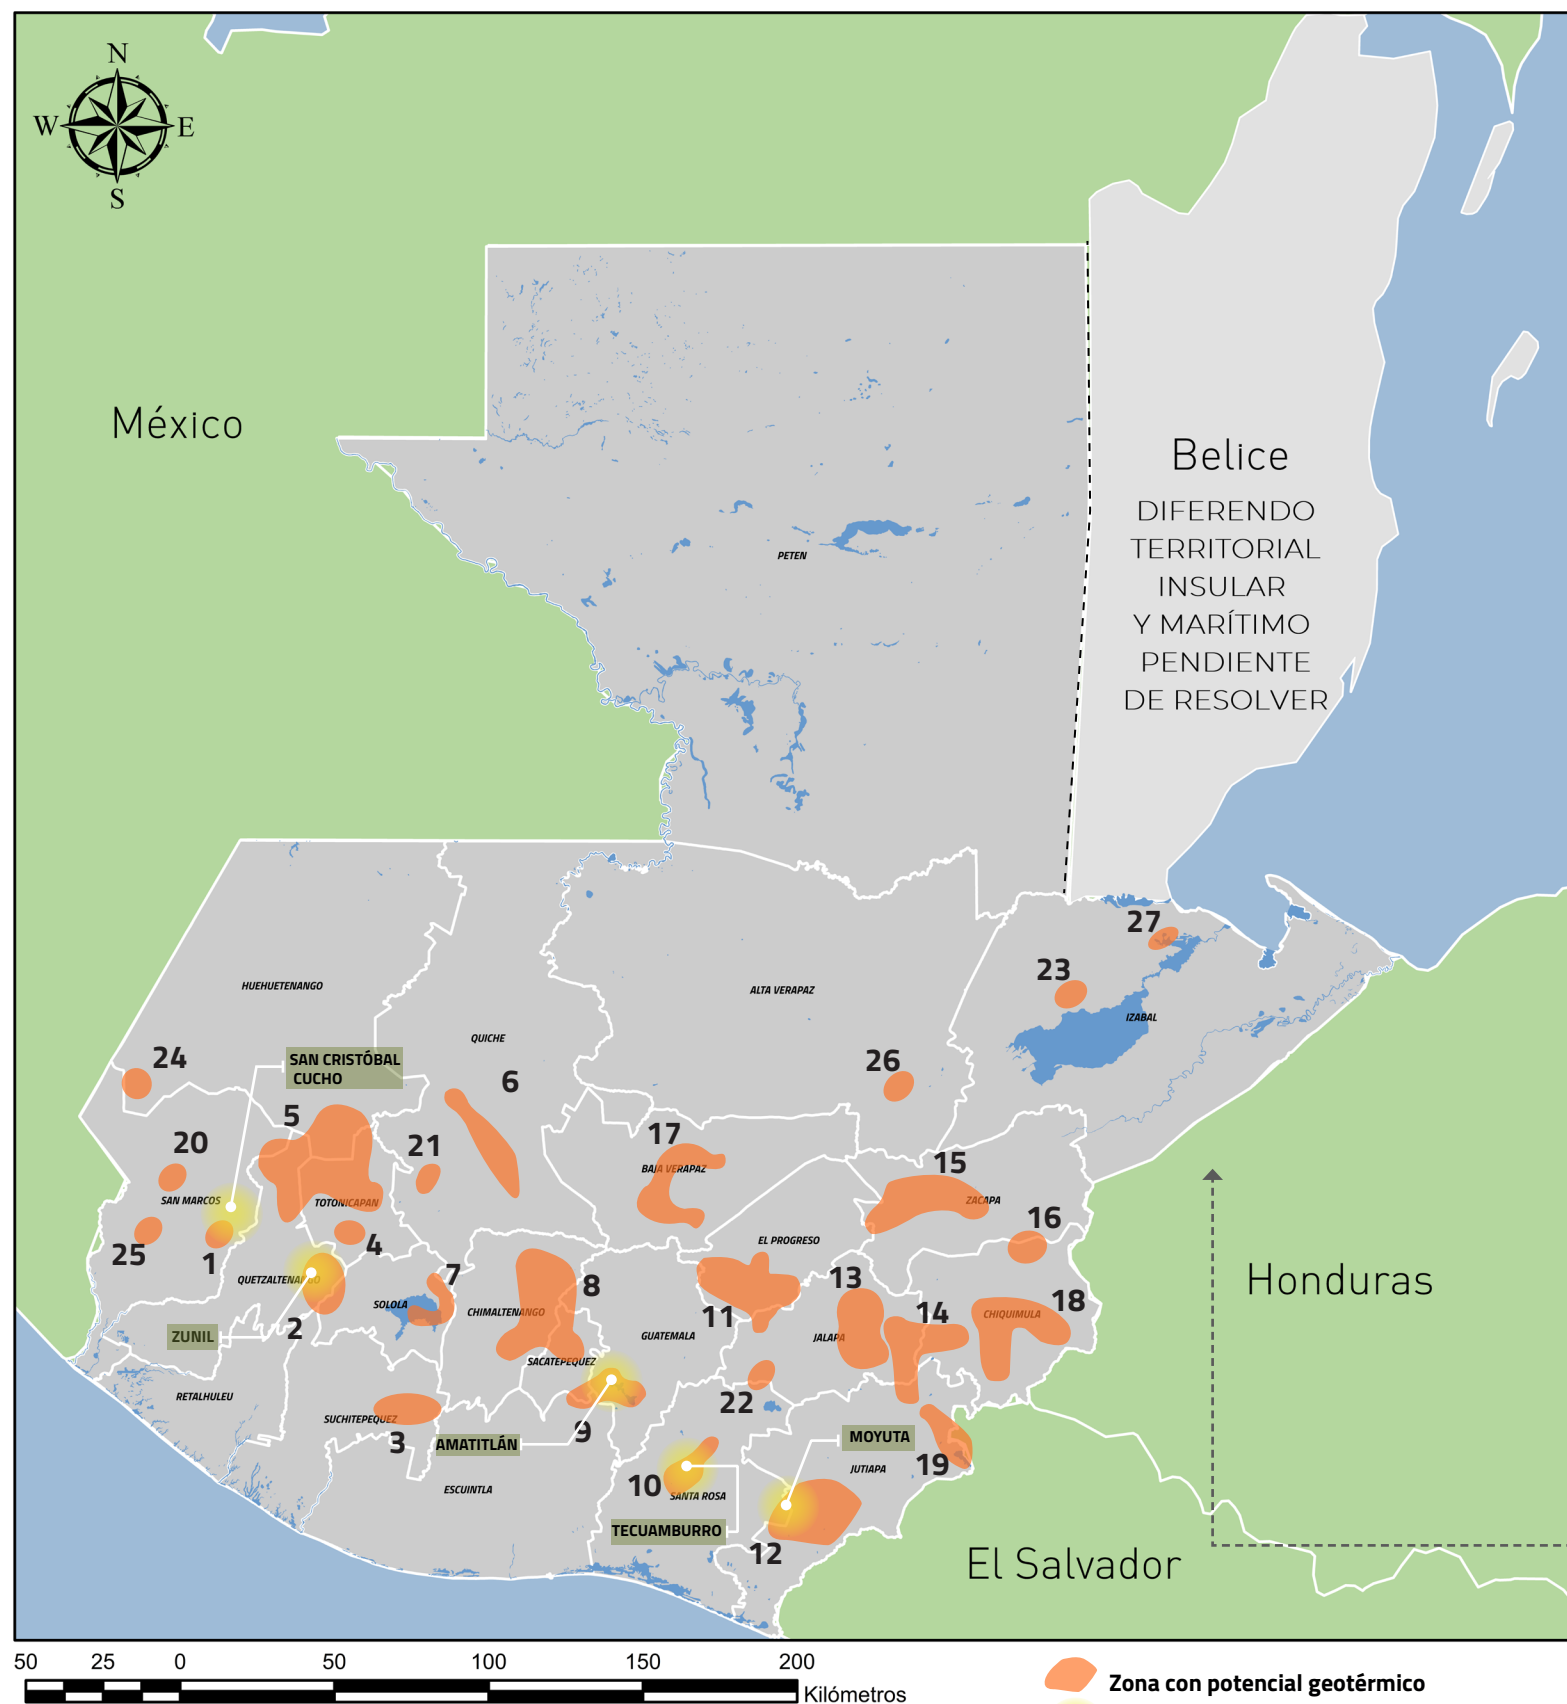 N
W
E
S
México
Belice
DIFERENDO
TERRITORIAL
INSULAR
Y MARÍTIMO
PENDIENTE
DE RESOLVER
PETEN
27
23
IZABAL
HUEHUETENANGO
ALTA VERAPAZ
QUICHE
24
SAN CRISTÓBAL
CUCHO
6
26
5
20
21
17
BAJA VERAPAZ
15
SAN MARCOS
TOTONICAPAN
ZACAPA
25
1
4
EL PROGRESO
16
QUETZALTENANGO
7
8
13
Honduras
SOLOLA
CHIMALTENANGO
11
14
18
CHIQUIMULA
ZUNIL
2
GUATEMALA
JALAPA
SACATEPEQUEZ
RETALHULEU
22
SUCHITEPEQUEZ
3
AMATITLÁN
9
MOYUTA
19
JUTIAPA
ESCUINTLA
10
SANTA ROSA
TECUAMBURRO
12
El Salvador
50 25 0 50 100 150 200
Kilómetros
Zona con potencial geotérmico